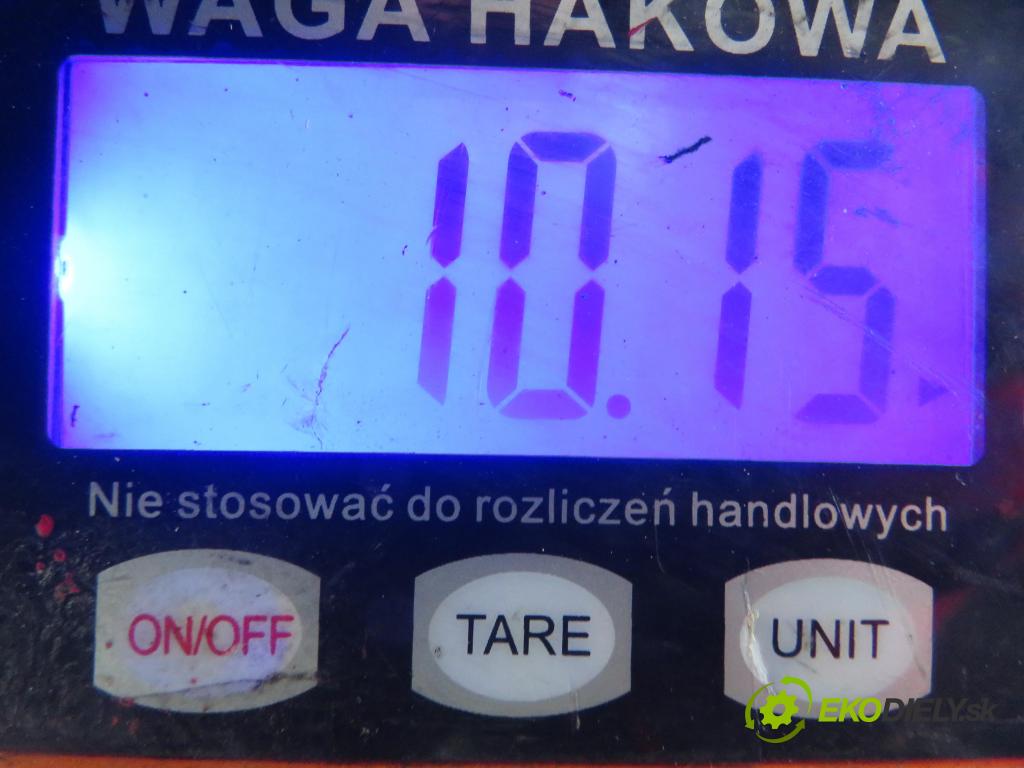 WAGA HAKOWA
10.15
Nie stosować do rozliczeń handlowych
ON/OFF TARE UNIT
EKODIELY.sk